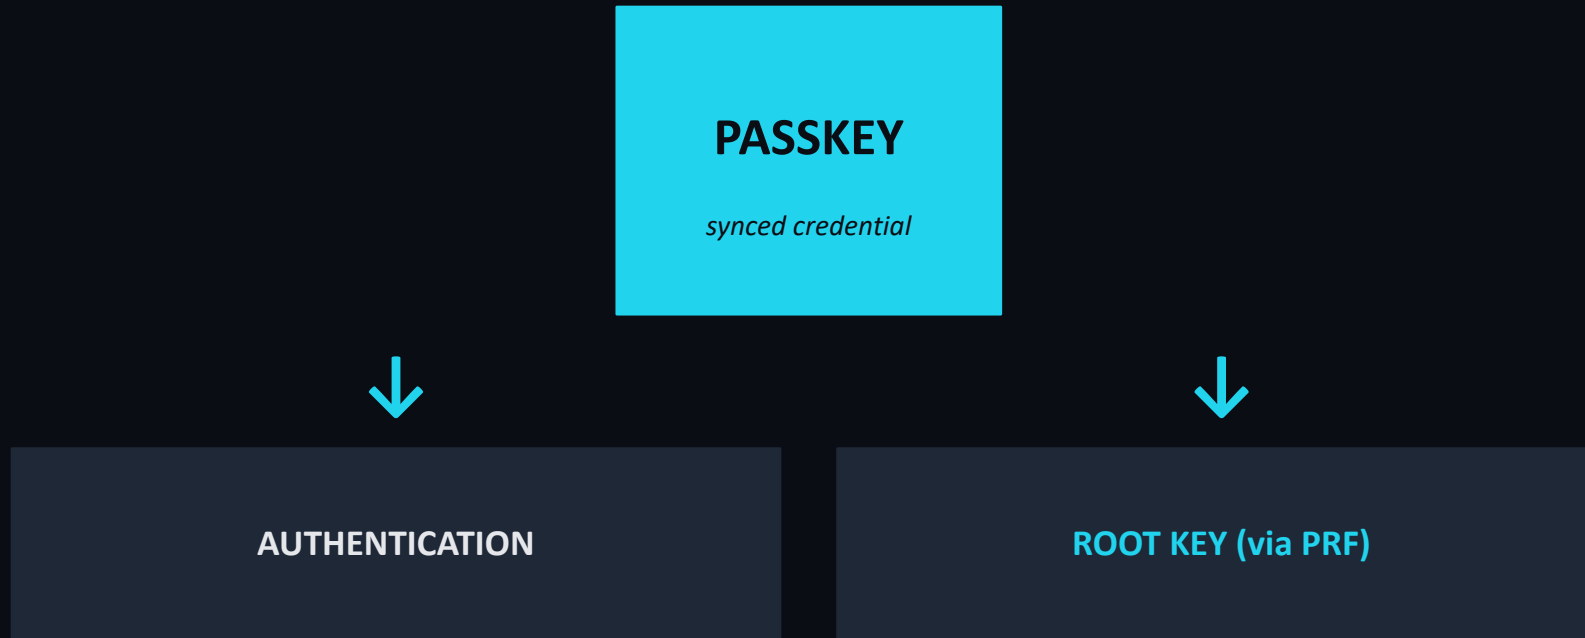 PASSKEY
synced credential
AUTHENTICATION
ROOT KEY (via PRF)